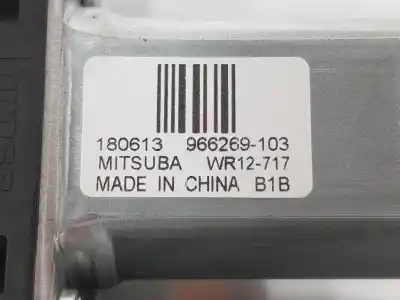 180613 966269-103
MITSUBA WR12-717
MADE IN CHINA B1B